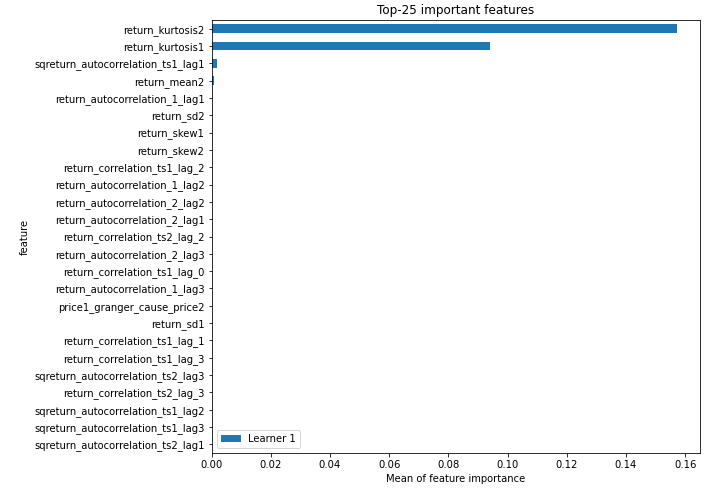 Top-25 important features
return_kurtosis2
return_kurtosis1
sqreturn_autocorrelation_ts1_lag1
return_mean2
return_autocorrelation_1_lag1
return_sd2
return_skew1
return_skew2
return_correlation_ts1_lag_2
return_autocorrelation_1_lag2
return_autocorrelation_2_lag2
return_autocorrelation_2_lag1
return_correlation_ts2_lag_2
return_autocorrelation_2_lag3
return_correlation_ts1_lag_0
return_autocorrelation_1_lag3
price1_granger_cause_price2
return_sd1
return_correlation_ts1_lag_1
return_correlation_ts1_lag_3
sqreturn_autocorrelation_ts2_lag3
return_correlation_ts2_lag_3
sqreturn_autocorrelation_ts1_lag2
sqreturn_autocorrelation_ts1_lag3
sqreturn_autocorrelation_ts2_lag1
feature
Learner 1
0.00 0.02 0.04 0.06 0.08 0.10 0.12 0.14 0.16
Mean of feature importance